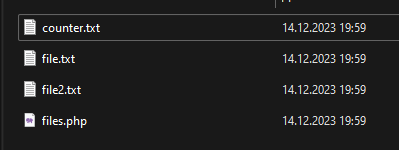 counter.txt 14.12.2023 19:59
file.txt 14.12.2023 19:59
file2.txt 14.12.2023 19:59
files.php 14.12.2023 19:59